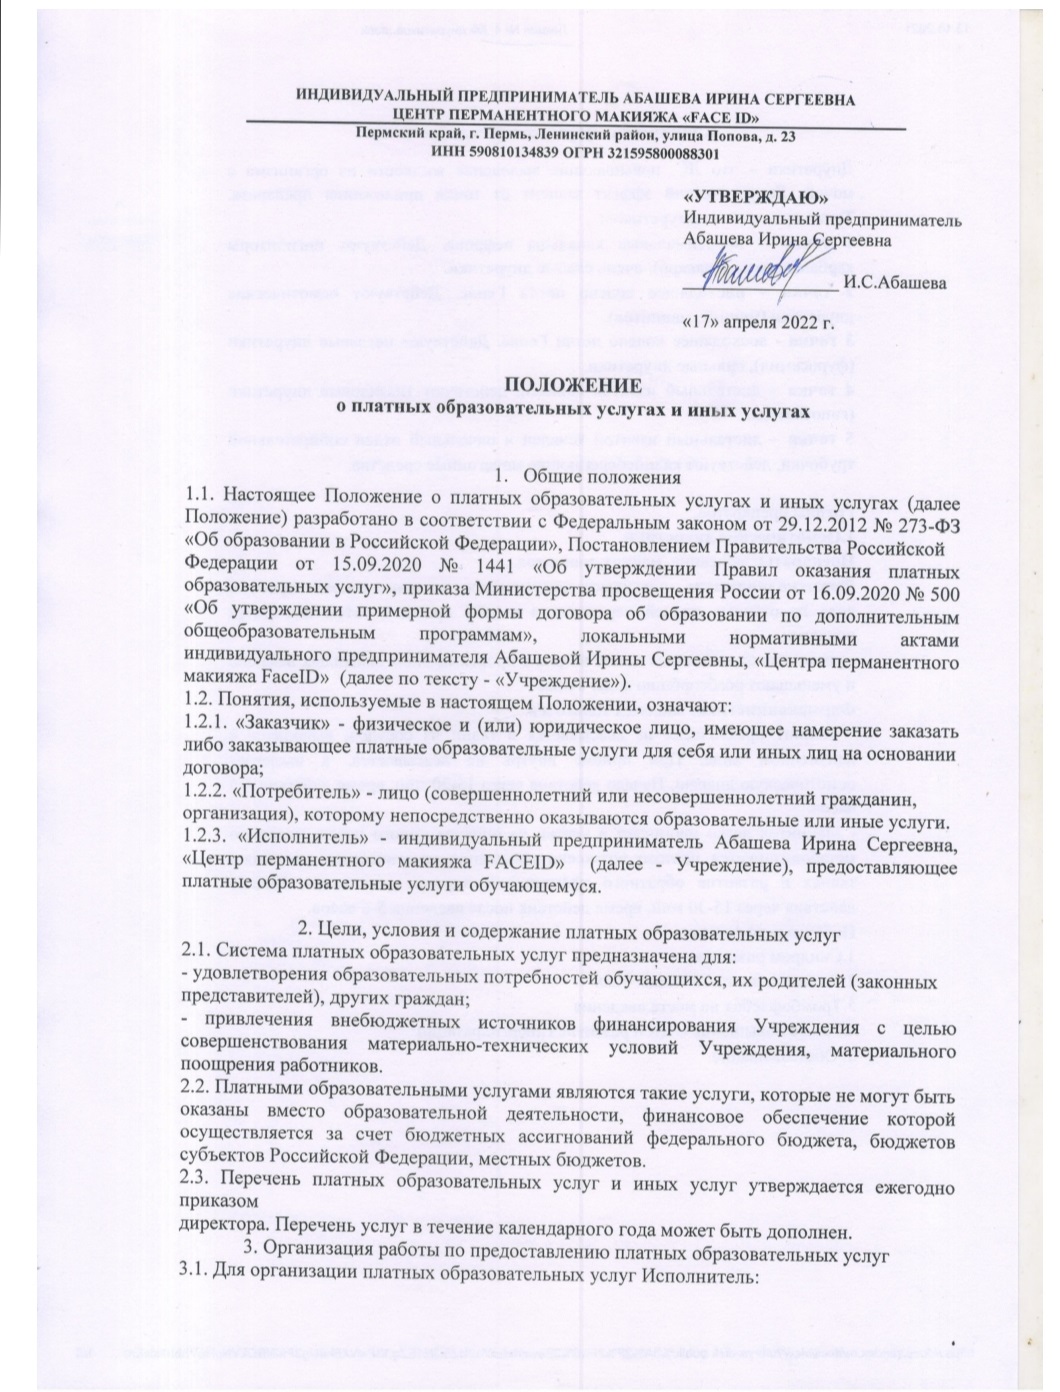 ИНДИВИДУАЛЬНЫЙ ПРЕДПРИНИМАТЕЛЬ АБАШЕВА ИРИНА СЕРГЕЕВНА
ЦЕНТР ПЕРМАНЕНТНОГО МАКИЯЖА «FACE ID»
Пермский край, г. Пермь, Ленинский район, улица Попова, д. 23
ИНН 590810134839 ОГРН 321595800088301
«УТВЕРЖДАЮ»
Индивидуальный предприниматель
Абашева Ирина Сергеевна
И.С.Абашева
«17» апреля 2022 г.
ПОЛОЖЕНИЕ
о платных образовательных услугах и иных услугах
1. Общие положения
1.1. Настоящее Положение о платных образовательных услугах и иных услугах (далее
Положение) разработано в соответствии с Федеральным законом от 29.12.2012 № 273-ФЗ
«Об образовании в Российской Федерации», Постановлением Правительства Российской
Федерации от 15.09.2020 № 1441 «Об утверждении Правил оказания платных
образовательных услуг», приказа Министерства просвещения России от 16.09.2020 № 500
«Об утверждении примерной формы договора об образовании по дополнительным
общеобразовательным программам», локальными нормативными актами
индивидуального предпринимателя Абашевой Ирины Сергеевны, «Центра перманентного
макияжа FaceID» (далее по тексту - «Учреждение»).
1.2. Понятия, используемые в настоящем Положении, означают:
1.2.1. «Заказчик» - физическое и (или) юридическое лицо, имеющее намерение заказать
либо заказывающее платные образовательные услуги для себя или иных лиц на основании
договора;
1.2.2. «Потребитель» - лицо (совершеннолетний или несовершеннолетний гражданин,
организация), которому непосредственно оказываются образовательные или иные услуги.
1.2.3. «Исполнитель» - индивидуальный предприниматель Абашева Ирина Сергеевна,
«Центр перманентного макияжа FACEID» (далее - Учреждение), предоставляющее
платные образовательные услуги обучающемуся.
2. Цели, условия и содержание платных образовательных услуг
2.1. Система платных образовательных услуг предназначена для:
- удовлетворения образовательных потребностей обучающихся, их родителей (законных
представителей), других граждан;
- привлечения внебюджетных источников финансирования Учреждения с целью
совершенствования материально-технических условий Учреждения, материального
поощрения работников.
2.2. Платными образовательными услугами являются такие услуги, которые не могут быть
оказаны вместо образовательной деятельности, финансовое обеспечение которой
осуществляется за счет бюджетных ассигнований федерального бюджета, бюджетов
субъектов Российской Федерации, местных бюджетов.
2.3. Перечень платных образовательных услуг и иных услуг утверждается ежегодно
приказом
директора. Перечень услуг в течение календарного года может быть дополнен.
3. Организация работы по предоставлению платных образовательных услуг
3.1. Для организации платных образовательных услуг Исполнитель: